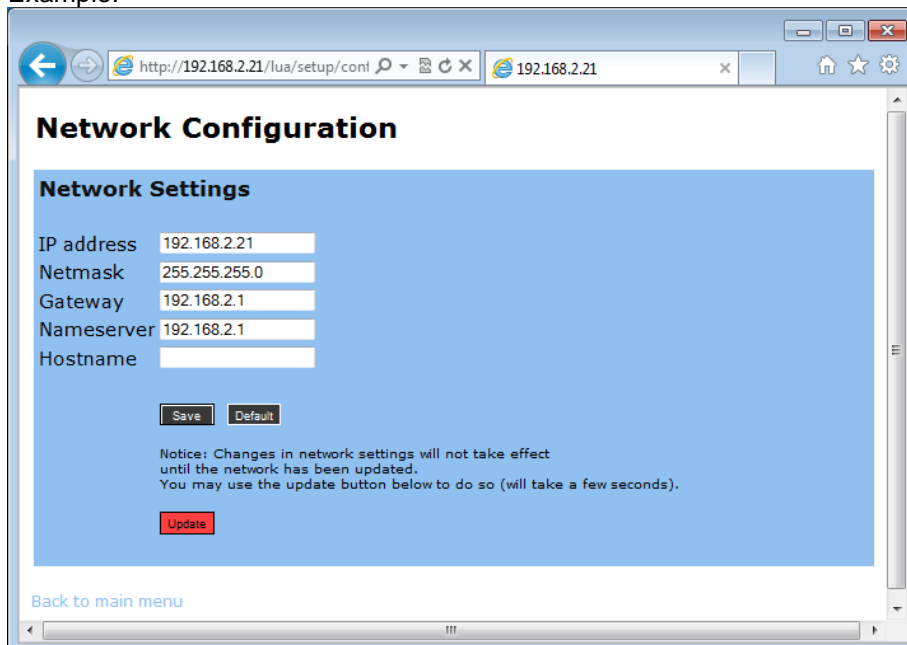 Example:
http://192.168.2.21/lua/setup/conf
192.168.2.21
Network Configuration
Network Settings
IP address 192.168.2.21
Netmask 255.255.255.0
Gateway 192.168.2.1
Nameserver 192.168.2.1
Hostname
Save Default
Notice: Changes in network settings will not take effect
until the network has been updated.
You may use the update button below to do so (will take a few seconds).
Update
Back to main menu